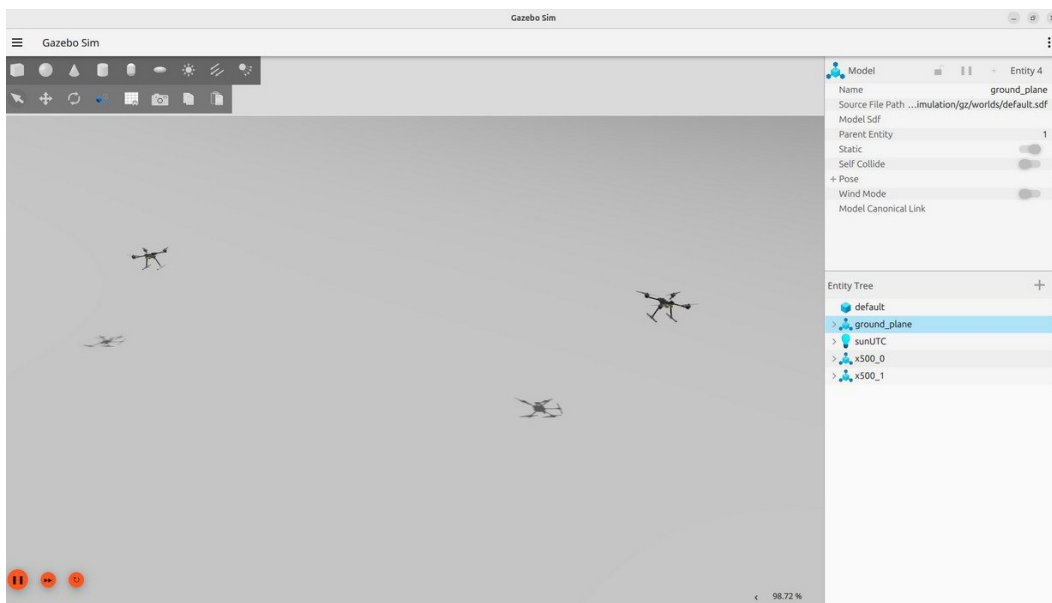 Gazebo Sim
Gazebo Sim
Model Entity 4
Name ground_plane
Source File Path ...imulation/gz/worlds/default.sdf
Model Sdf
Parent Entity 1
Static
Self Collide
+ Pose
Wind Mode
Model Canonical Link
Entity Tree
default
ground_plane
sunUTC
x500_0
x500_1
98.72 %